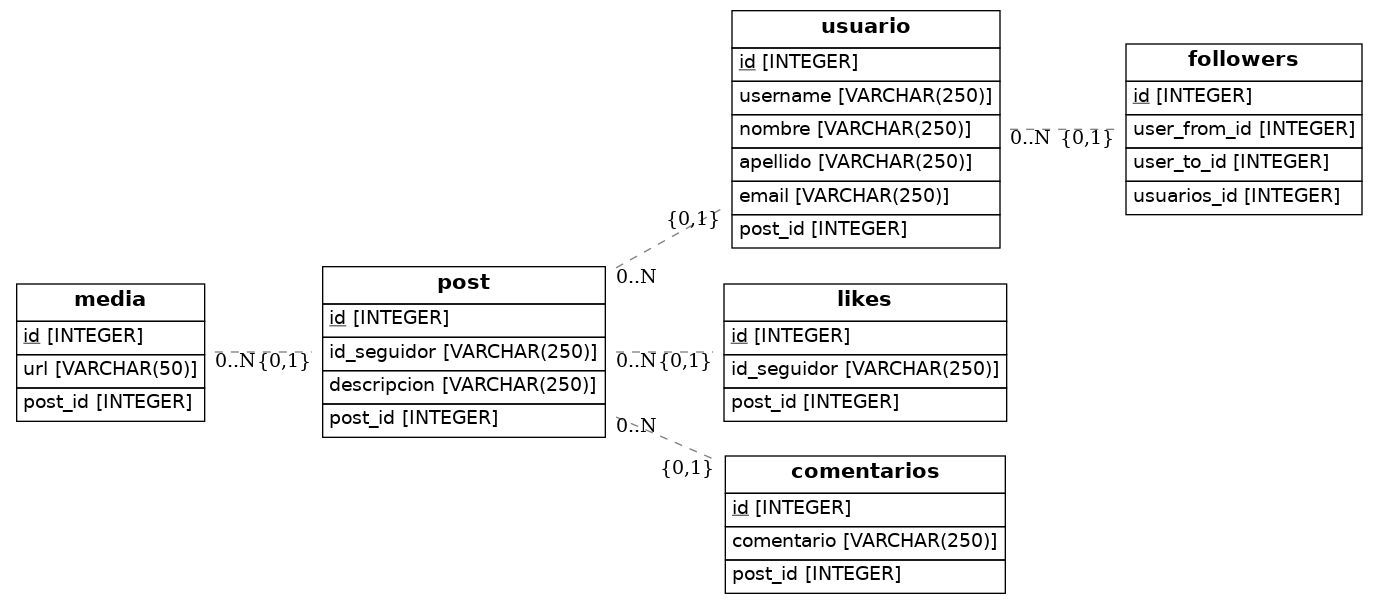 usuario
id [INTEGER]
username [VARCHAR(250)]
nombre [VARCHAR(250)]
apellido [VARCHAR(250)]
email [VARCHAR(250)]
post_id [INTEGER]
followers
id [INTEGER]
user_from_id [INTEGER]
user_to_id [INTEGER]
usuarios_id [INTEGER]
0..N {0,1}
{0,1}
0..N
media
id [INTEGER]
url [VARCHAR(50)]
post_id [INTEGER]
0..N{0,1}
post
id [INTEGER]
id_seguidor [VARCHAR(250)]
descripcion [VARCHAR(250)]
post_id [INTEGER]
0..N{0,1}
likes
id [INTEGER]
id_seguidor [VARCHAR(250)]
post_id [INTEGER]
0..N
{0,1}
comentarios
id [INTEGER]
comentario [VARCHAR(250)]
post_id [INTEGER]